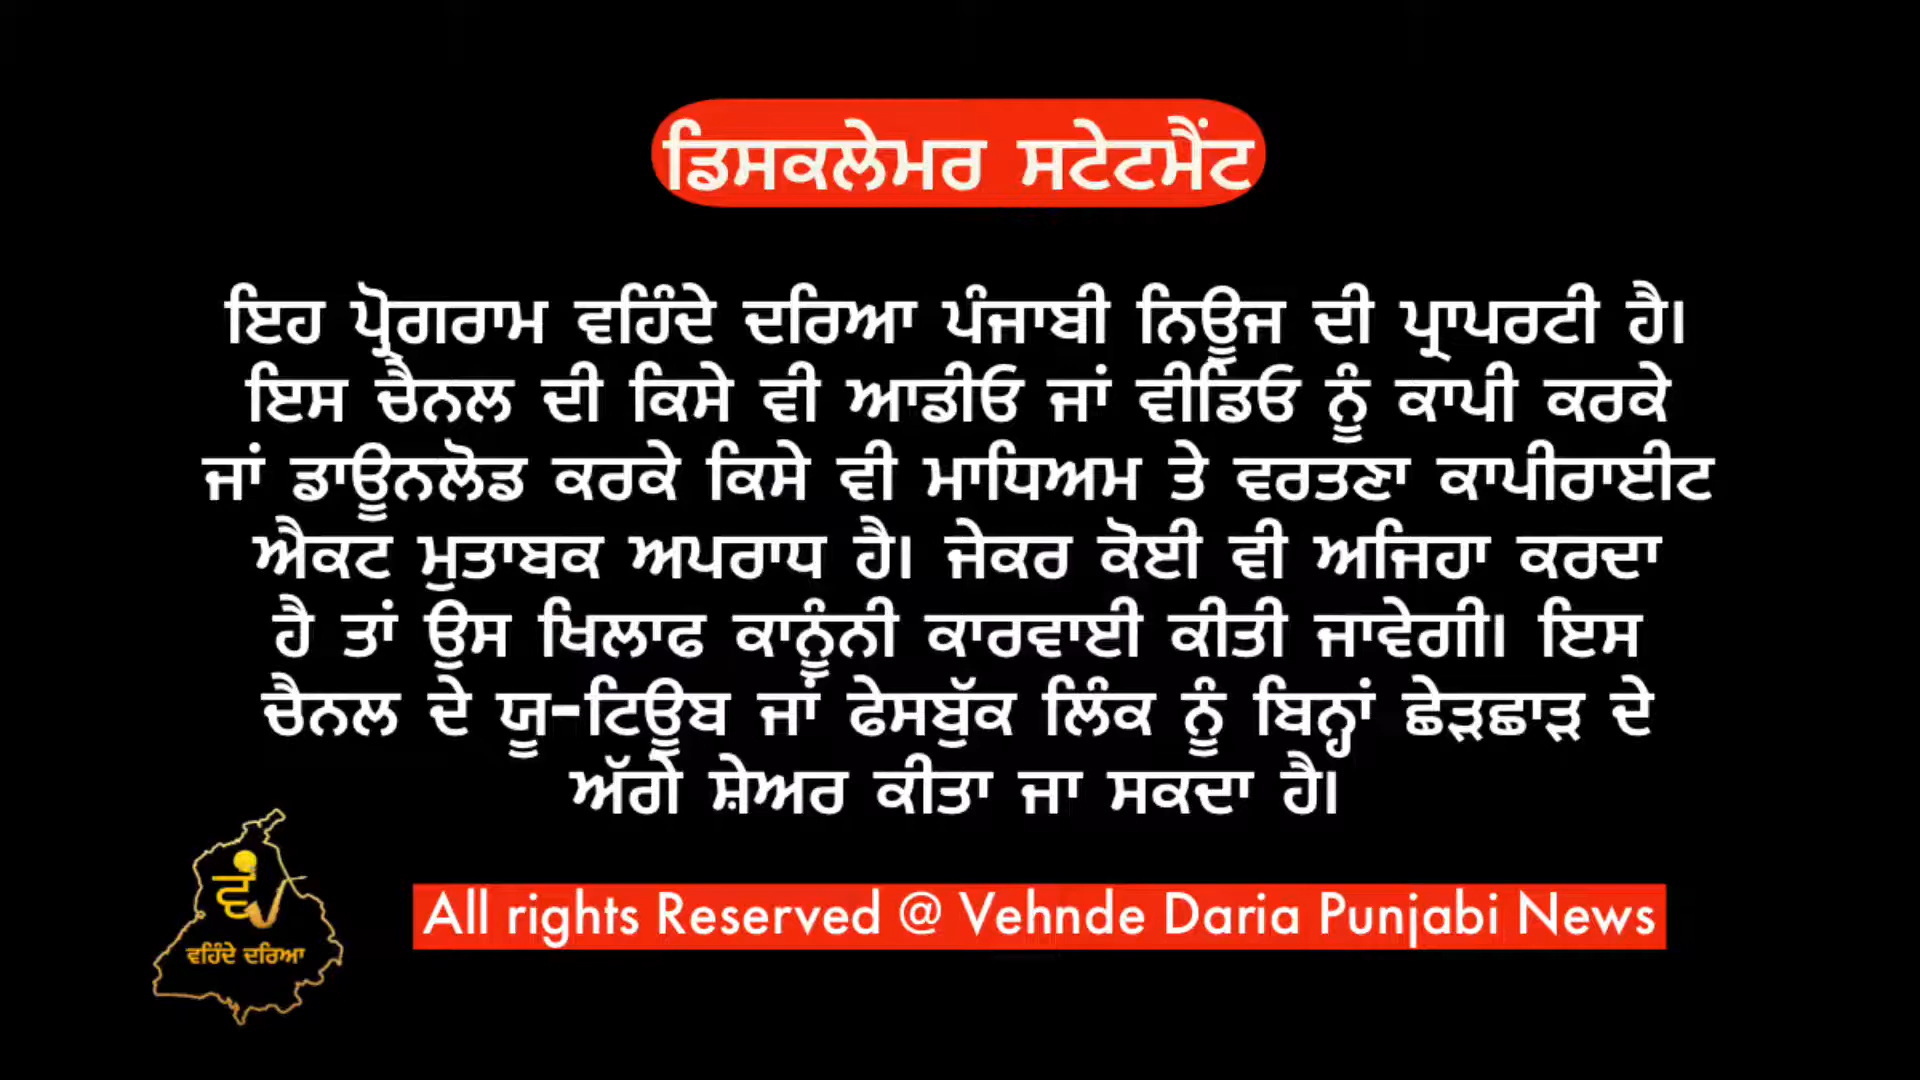 ਡਿਸਕਲੇਮਰ ਸਟੇਟਮੈਂਟ
ਇਹ ਪ੍ਰੋਗਰਾਮ ਵਹਿੰਦੇ ਦਰਿਆ ਪੰਜਾਬੀ ਨਿਊਜ ਦੀ ਪ੍ਰਾਪਰਟੀ ਹੈ।
ਇਸ ਚੈਨਲ ਦੀ ਕਿਸੇ ਵੀ ਆਡੀਓ ਜਾਂ ਵੀਡਿਓ ਨੂੰ ਕਾਪੀ ਕਰਕੇ
ਜਾਂ ਡਾਊਨਲੋਡ ਕਰਕੇ ਕਿਸੇ ਵੀ ਮਾਧਿਅਮ ਤੇ ਵਰਤਣਾ ਕਾਪੀਰਾਈਟ
ਐਕਟ ਮੁਤਾਬਕ ਅਪਰਾਧ ਹੈ। ਜੇਕਰ ਕੋਈ ਵੀ ਅਜਿਹਾ ਕਰਦਾ
ਹੈ ਤਾਂ ਉਸ ਖਿਲਾਫ ਕਾਨੂੰਨੀ ਕਾਰਵਾਈ ਕੀਤੀ ਜਾਵੇਗੀ। ਇਸ
ਚੈਨਲ ਦੇ ਯੂ-ਟਿਊਬ ਜਾਂ ਫੇਸਬੁੱਕ ਲਿੰਕ ਨੂੰ ਬਿਨ੍ਹਾਂ ਛੇੜਛਾੜ ਦੇ
ਅੱਗੇ ਸ਼ੇਅਰ ਕੀਤਾ ਜਾ ਸਕਦਾ ਹੈ।
ਵਹਿੰਦੇ ਦਰਿਆ
All rights Reserved @ Vehnde Daria Punjabi News